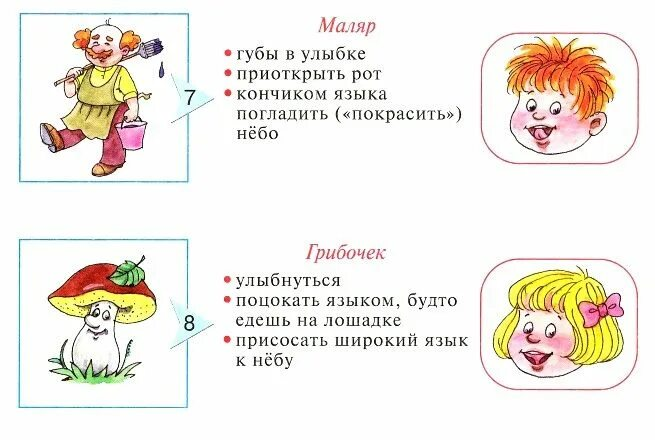 Маляр
7
• губы в улыбке
• приоткрыть рот
• кончиком языка
погладить («покрасить»)
нёбо
Грибочек
8
• улыбнуться
• поцокать языком, будто
едешь на лошадке
• присосать широкий язык
к нёбу